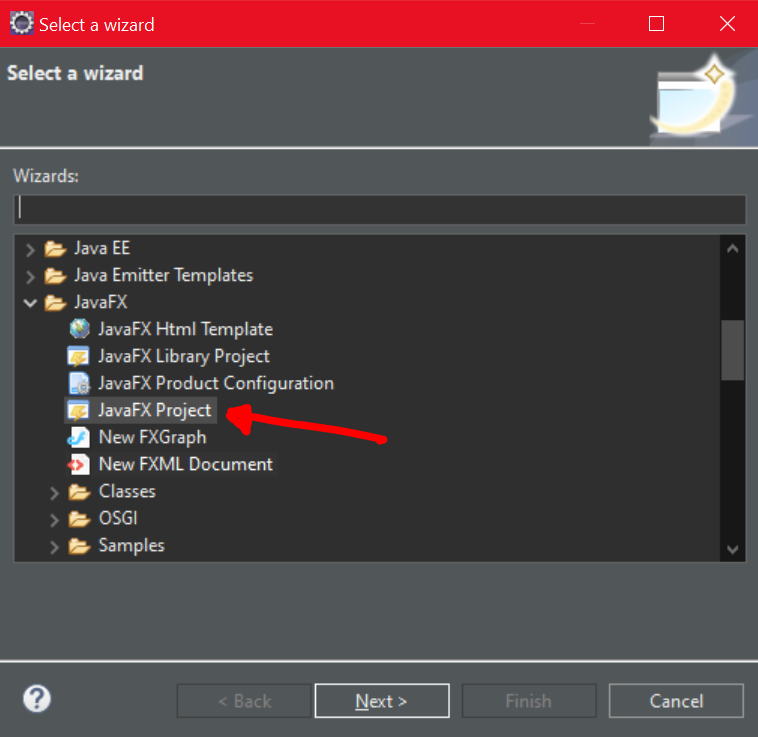 Select a wizard
Select a wizard
Wizards:
Java EE
Java Emitter Templates
JavaFX
JavaFX Html Template
JavaFX Library Project
JavaFX Product Configuration
JavaFX Project
New FXGraph
New FXML Document
Classes
OSGI
Samples
?
< Back
Next >
Finish
Cancel